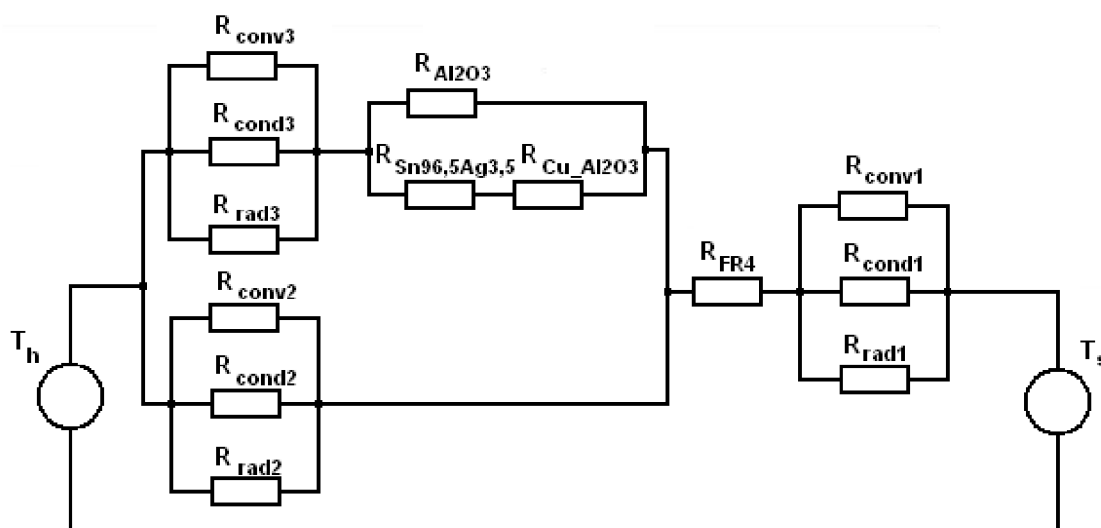 R conv3
R Al2O3
R cond3
R Sn96,5Ag3,5
R Cu_Al2O3
R rad3
R conv1
R FR4
R cond1
R conv2
R rad1
T h
R cond2
T s
R rad2